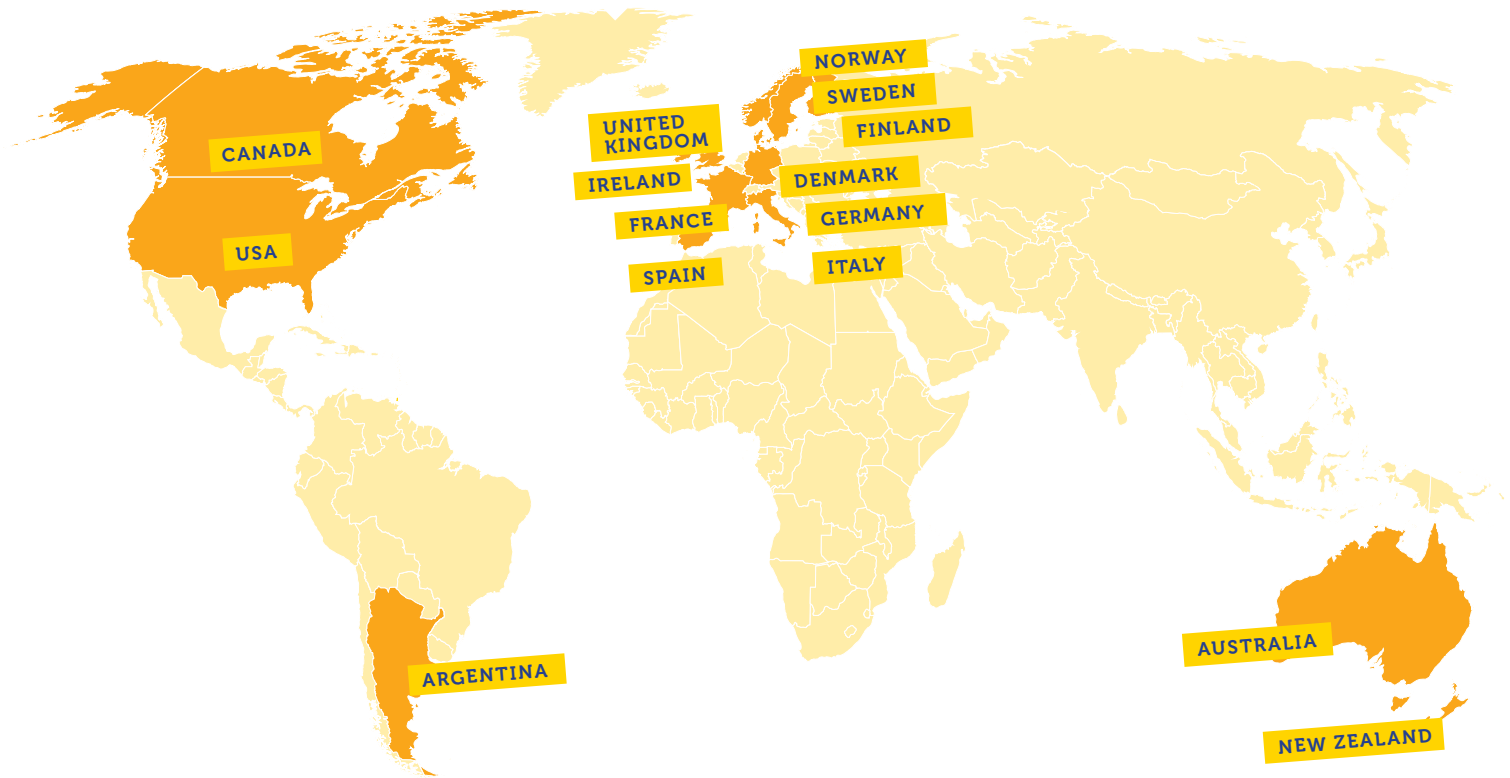 NORWAY
SWEDEN
UNITED
KINGDOM
FINLAND
CANADA
IRELAND
DENMARK
FRANCE
GERMANY
USA
SPAIN
ITALY
AUSTRALIA
ARGENTINA
NEW ZEALAND